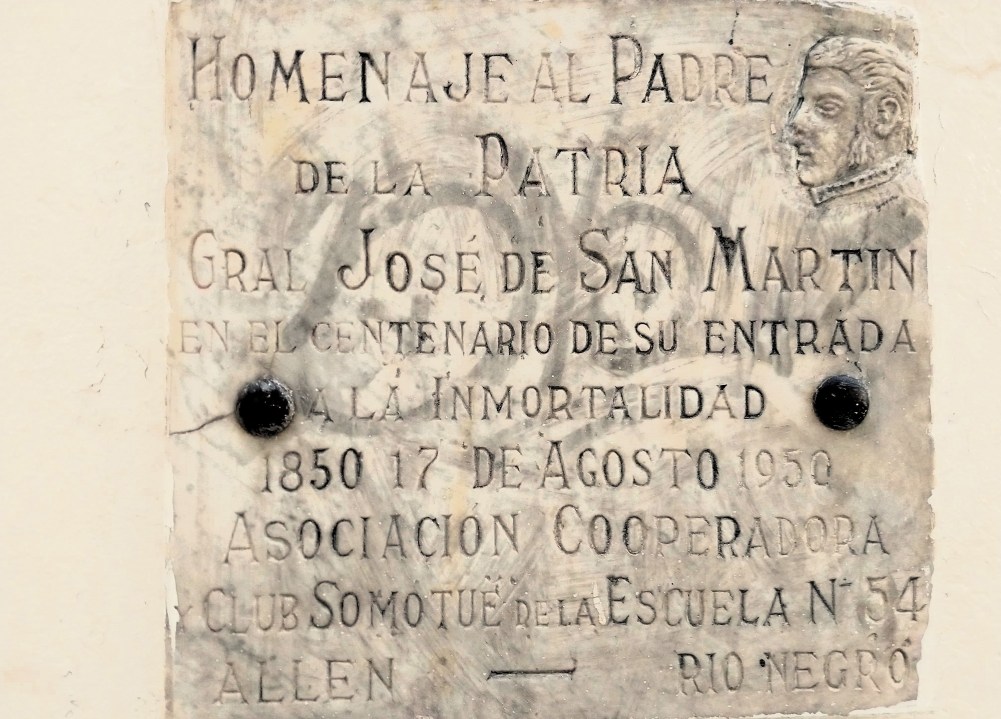 HOMENAJE AL PADRE
DE LA PATRIA
GRAL JOSÉ DE SAN MARTIN
EN EL CENTENARIO DE SU ENTRADA
A LA INMORTALIDAD
1850 17 DE AGOSTO 1950
ASOCIACIÓN COOPERADORA
Y CLUB SOMOTUÉ DE LA ESCUELA Nº 54
ALLEN — RIO NEGRO